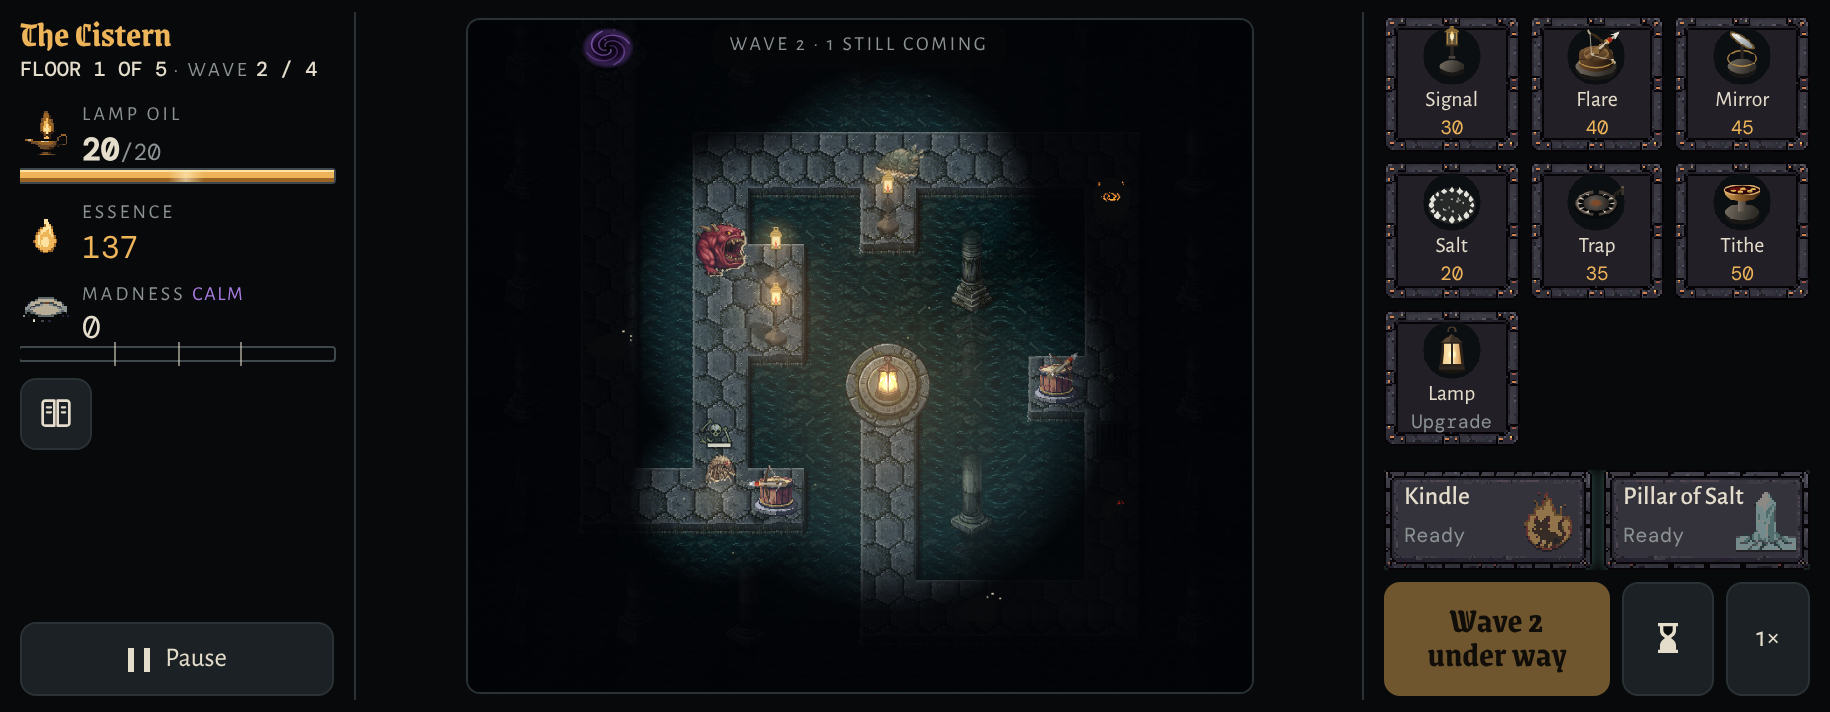 The Cistern
FLOOR 1 OF 5 · WAVE 2 / 4
LAMP OIL
20/20
ESSENCE
137
MADNESS CALM
0
Pause
WAVE 2 · 1 STILL COMING
Signal
30
Flare
40
Mirror
45
Salt
20
Trap
35
Tithe
50
Lamp
Upgrade
Kindle
Ready
Pillar of Salt
Ready
Wave 2
under way
1×